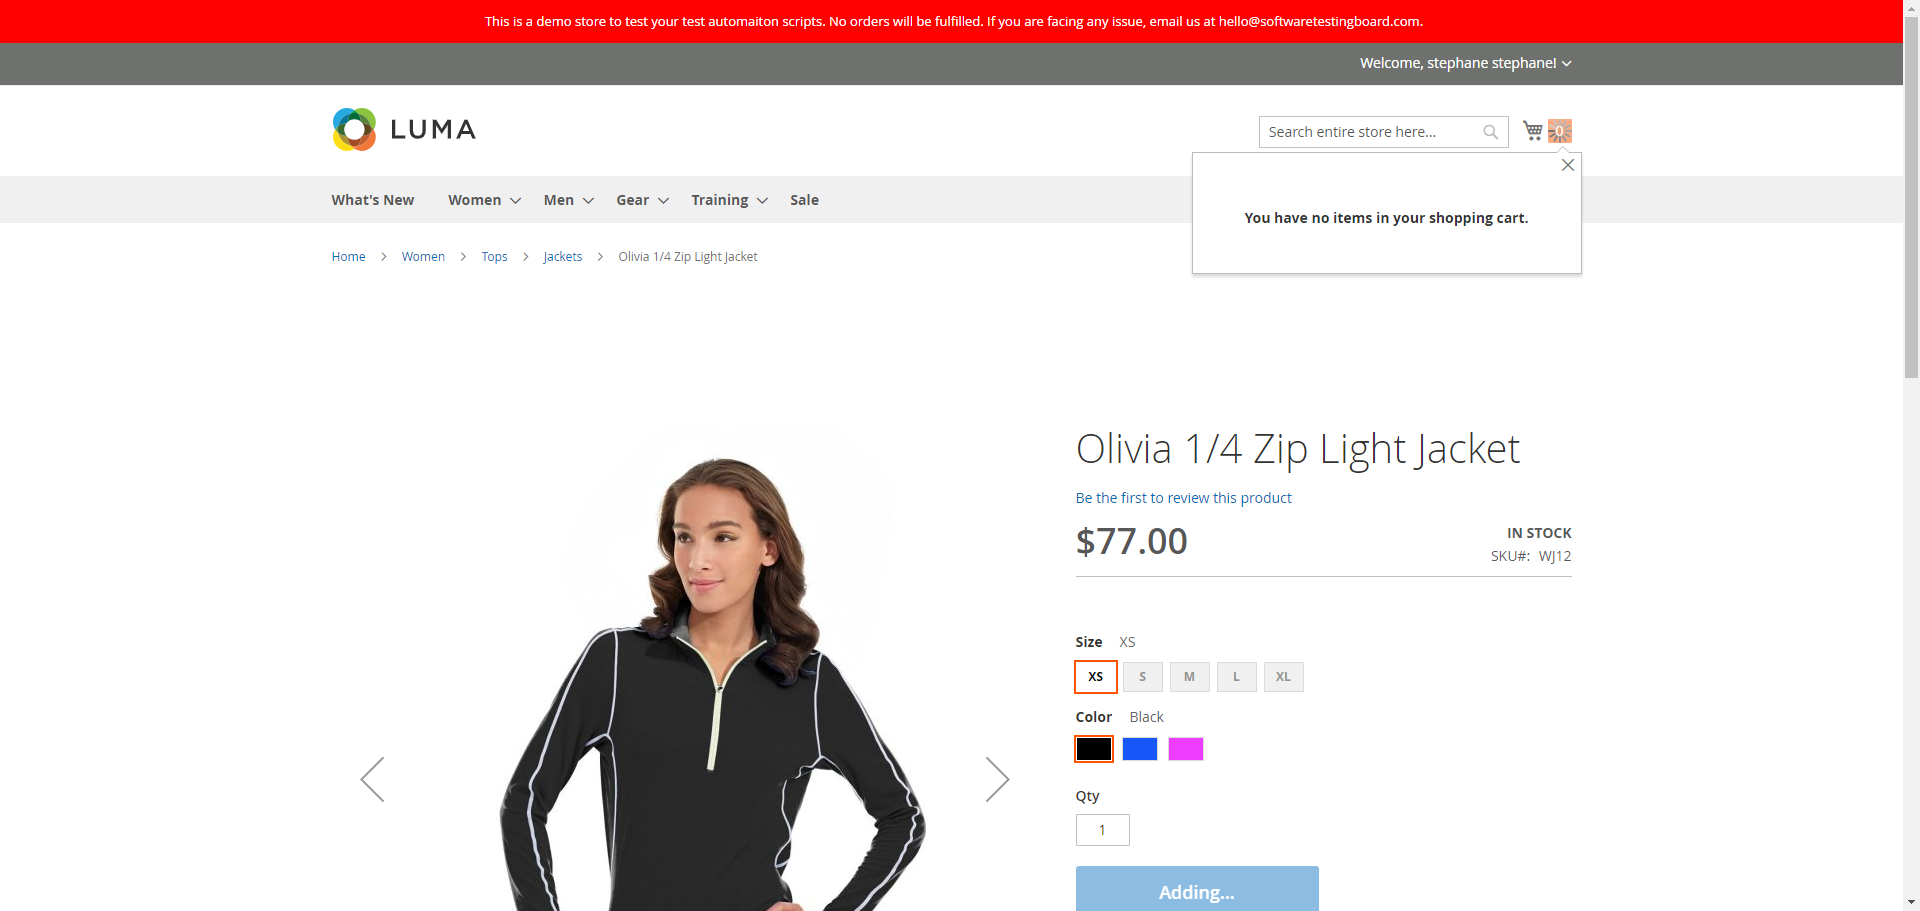 This is a demo store to test your test automaiton scripts. No orders will be fulfilled. If you are facing any issue, email us at hello@softwaretestingboard.com.
Welcome, stephane stephane!
LUMA
Search entire store here...
0
What's New
Women
Men
Gear
Training
Sale
You have no items in your shopping cart.
Home
Women
Tops
Jackets
Olivia 1/4 Zip Light Jacket
Olivia 1/4 Zip Light Jacket
Be the first to review this product
$77.00
IN STOCK
SKU#: WJ12
Size XS
XS S M L XL
Color Black
Qty
1
Adding...